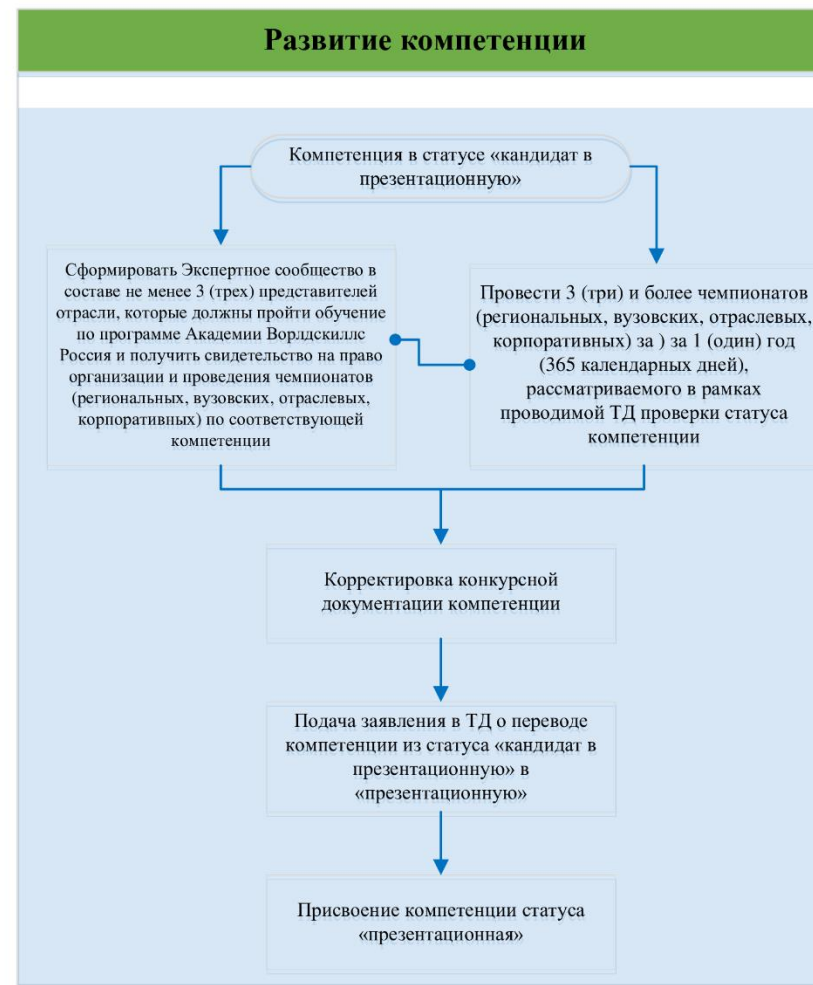 Развитие компетенции
Компетенция в статусе «кандидат в
презентационную»
Сформировать Экспертное сообщество в
составе не менее 3 (трех) представителей
отрасли, которые должны пройти обучение
по программе Академии Ворлдскиллс
Россия и получить свидетельство на право
организации и проведения чемпионатов
(региональных, вузовских, отраслевых,
корпоративных) по соответствующей
компетенции
Провести 3 (три) и более чемпионатов
(региональных, вузовских, отраслевых,
корпоративных) за ) за 1 (один) год
(365 календарных дней),
рассматриваемого в рамках
проводимой ТД проверки статуса
компетенции
Корректировка конкурсной
документации компетенции
Подача заявления в ТД о переводе
компетенции из статуса «кандидат в
презентационную» в
«презентационную»
Присвоение компетенции статуса
«презентационная»